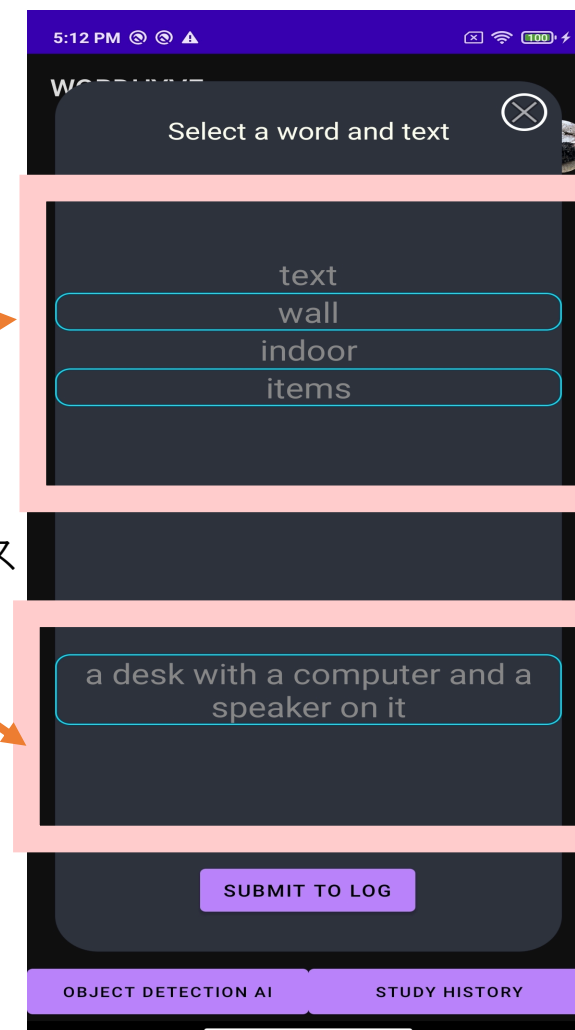 5:12 PM
100
Select a word and text
text
wall
indoor
items
ス
a desk with a computer and a
speaker on it
SUBMIT TO LOG
OBJECT DETECTION AI
STUDY HISTORY